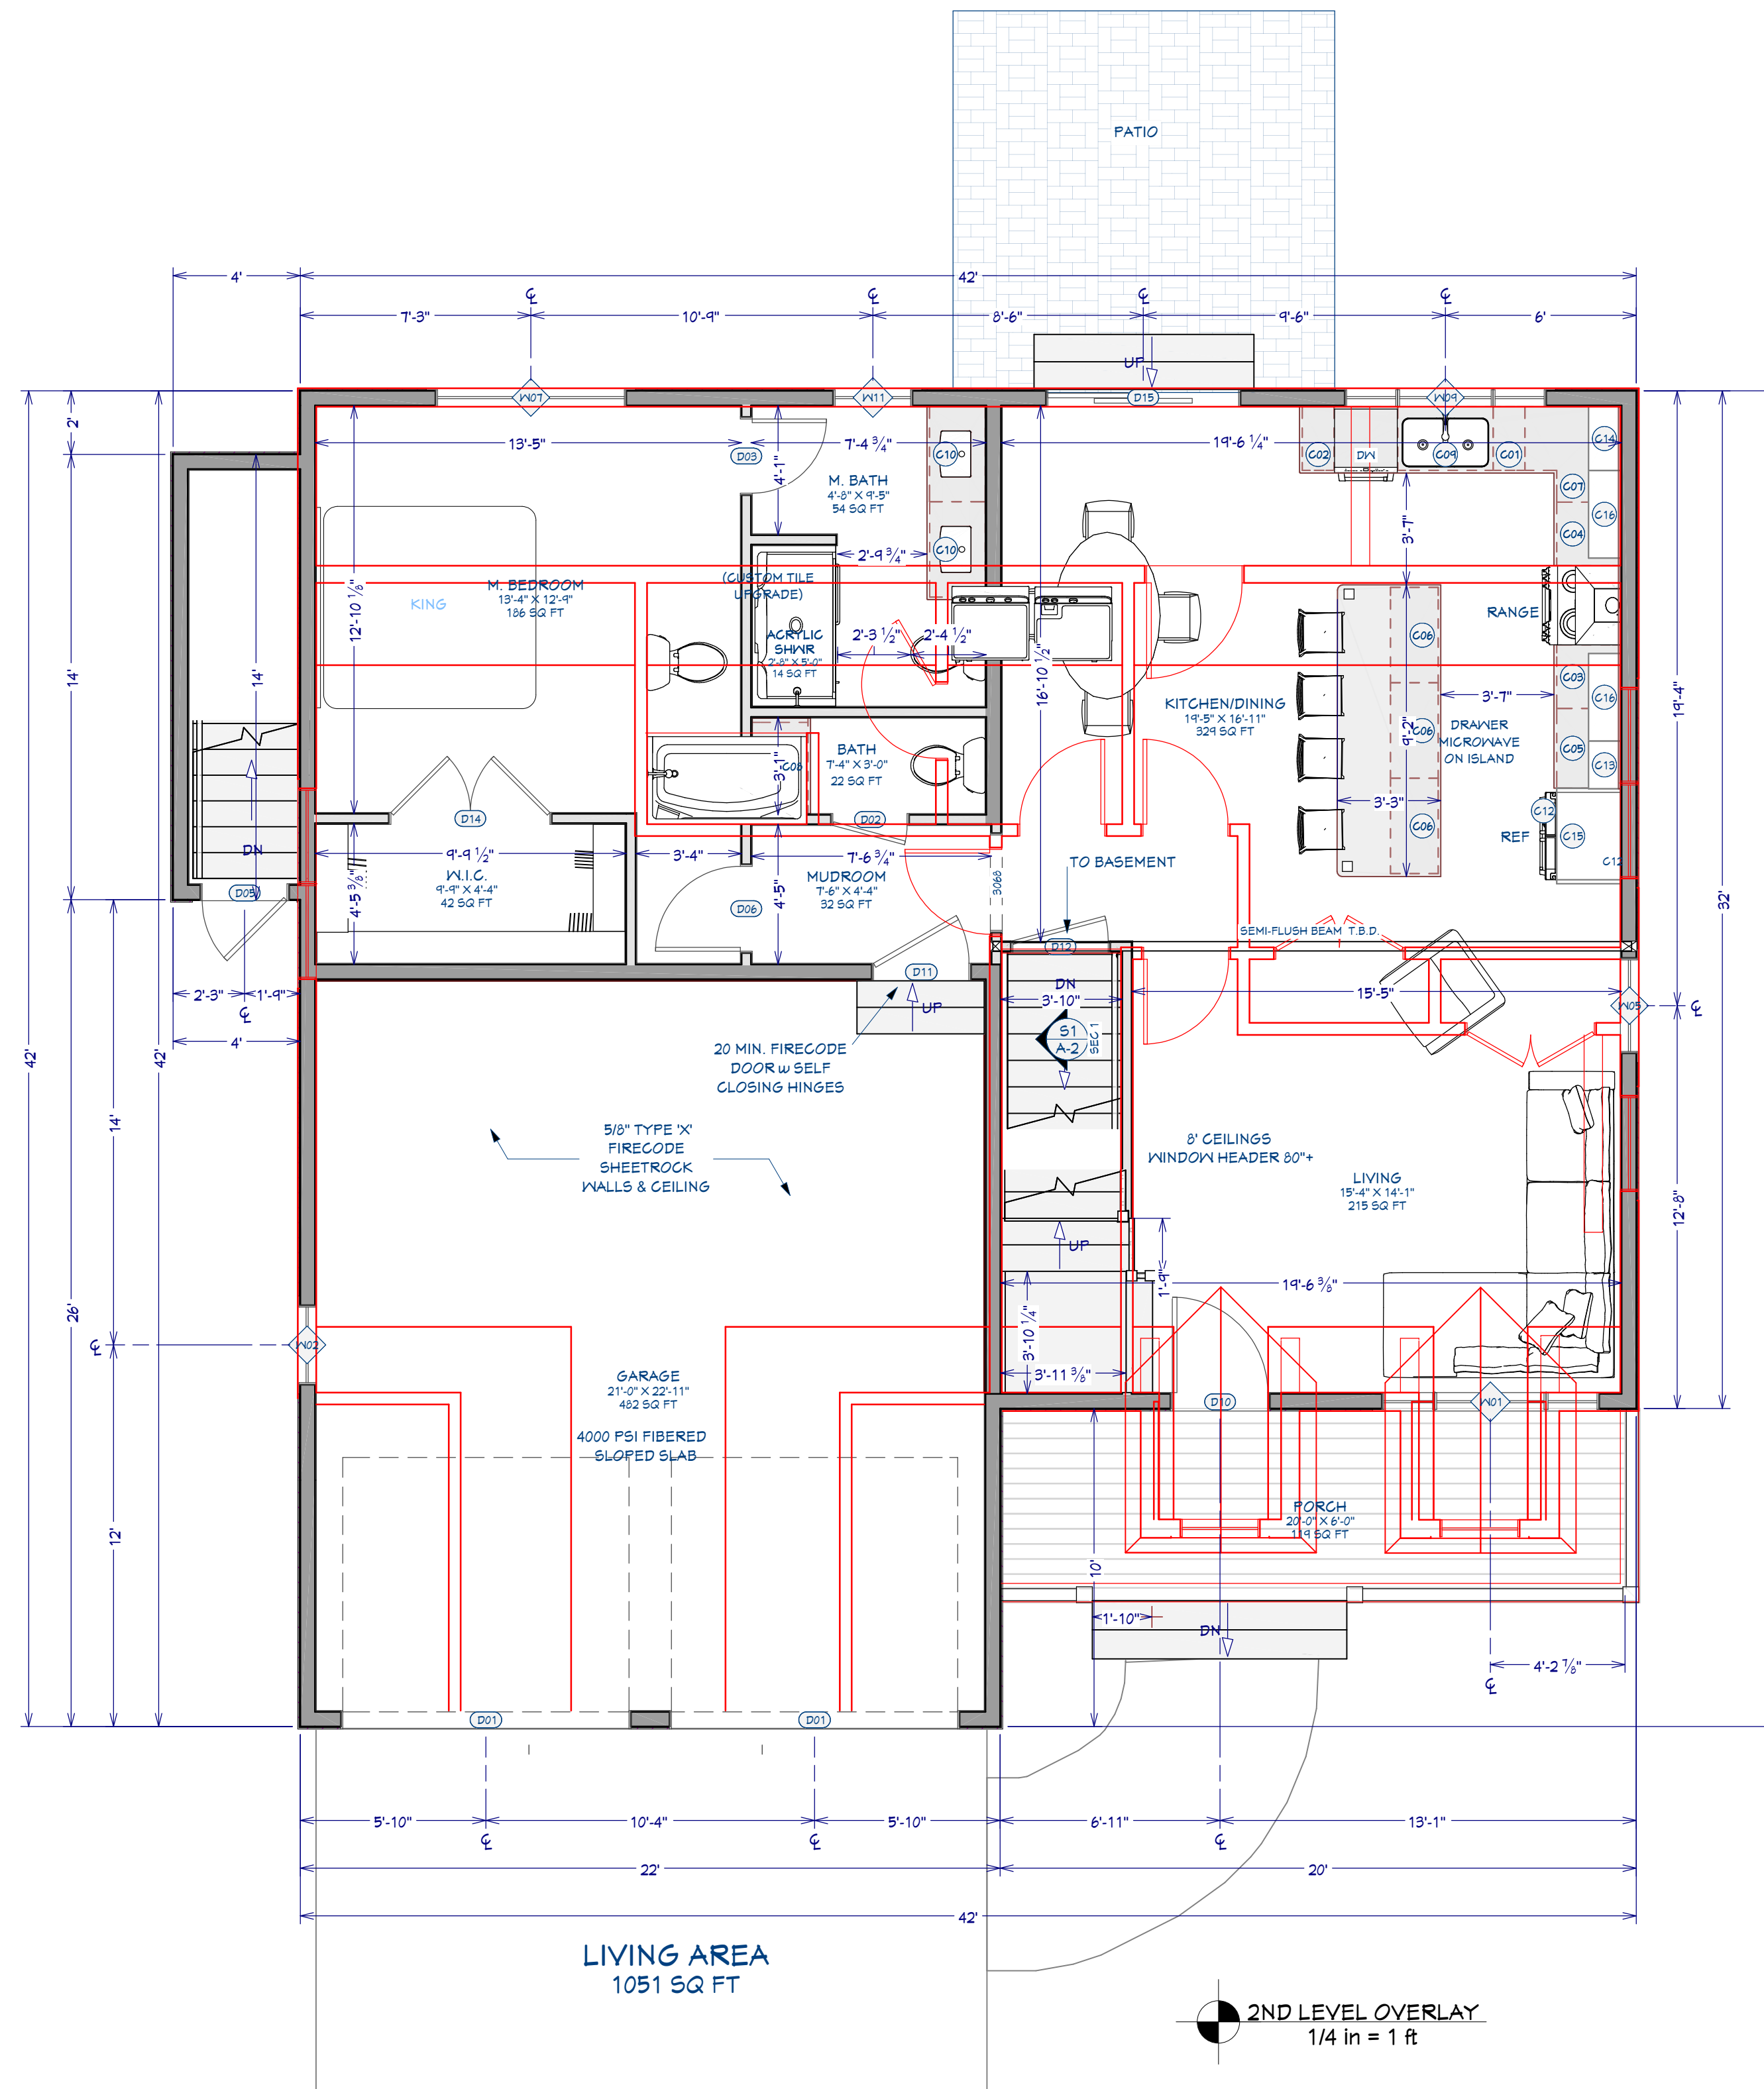 PATIO
4'
42'
7'-3"
10'-9"
8'-6"
9'-6"
6'
UP
W07
W11
D15
W09
2'
13'-5"
D03
7'-4 3/4"
C10
19'-6 1/4"
C02
DW
C09
C01
C14
4'-1"
M. BATH
4'-8" X 9'-5"
54 SQ FT
C07
C16
3'-7"
C04
2'-9 3/4"
C10
(CUSTOM TILE
UPGRADE)
12'-10 1/8"
M. BEDROOM
13'-4" X 12'-9"
186 SQ FT
KING
RANGE
ACRYLIC
SHWR
2'-8" X 5'-0"
14 SQ FT
2'-3 1/2"
2'-4 1/2"
16'-10 1/2"
C06
14'
14'
C03
C16
3'-7"
19'-4"
32'
KITCHEN/DINING
19'-5" X 16'-11"
329 SQ FT
9'-2"
C06
DRAWER
MICROWAVE
ON ISLAND
BATH
7'-4" X 3'-0"
22 SQ FT
C08
3'-1"
C05
C13
3'-3"
D14
D02
C06
C12
C15
REF
C12
DN
9'-9 1/2"
W.I.C.
9'-9" X 4'-4"
42 SQ FT
4'-5 3/8"
3'-4"
7'-6 3/4"
MUDROOM
7'-6" X 4'-4"
32 SQ FT
4'-5"
3068
TO BASEMENT
D05
D06
SEMI-FLUSH BEAM T.B.D.
D12
D11
2'-3"
1'-9"
4'
UP
DN
3'-10"
15'-5"
W05
S1
A-2
SEC1
20 MIN. FIRECODE
DOOR w SELF
CLOSING HINGES
42'
42'
14'
5/8" TYPE 'X'
FIRECODE
SHEETROCK
WALLS & CEILING
8' CEILINGS
WINDOW HEADER 80"+
LIVING
15'-4" X 14'-1"
215 SQ FT
12'-8"
UP
1'-9"
19'-6 3/8"
26'
3'-10 1/4"
W02
3'-11 3/8"
GARAGE
21'-0" X 22'-11"
482 SQ FT
D10
W01
4000 PSI FIBERED
SLOPED SLAB
12'
PORCH
20'-0" X 6'-0"
119 SQ FT
10'
1'-10"
DN
4'-2 7/8"
D01
D01
5'-10"
10'-4"
5'-10"
6'-11"
13'-1"
22'
20'
42'
LIVING AREA
1051 SQ FT
2ND LEVEL OVERLAY
1/4 in = 1 ft